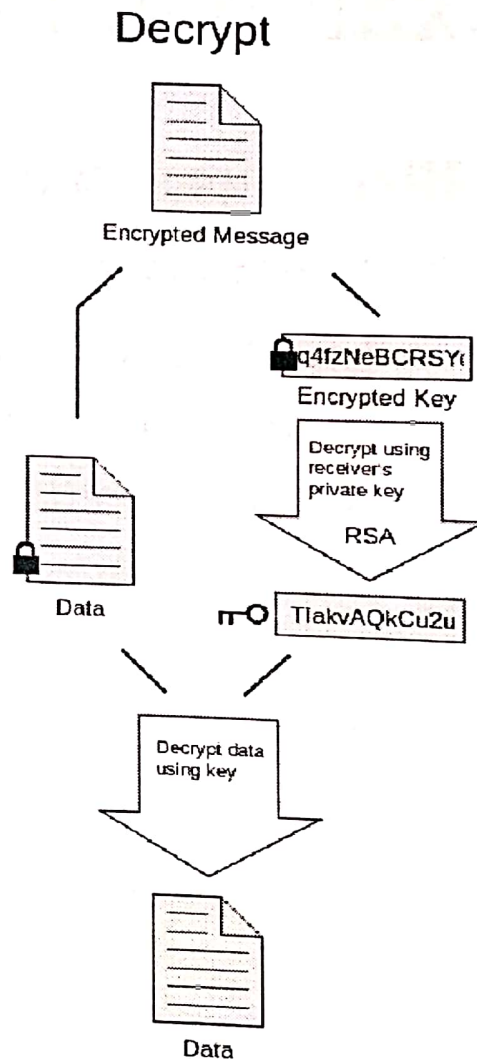 Decrypt
Encrypted Message
q4fzNeBCRSY
Encrypted Key
Decrypt using
receiver's
private key
RSA
Data
TIakvAQkCu2u
Decrypt data
using key
Data